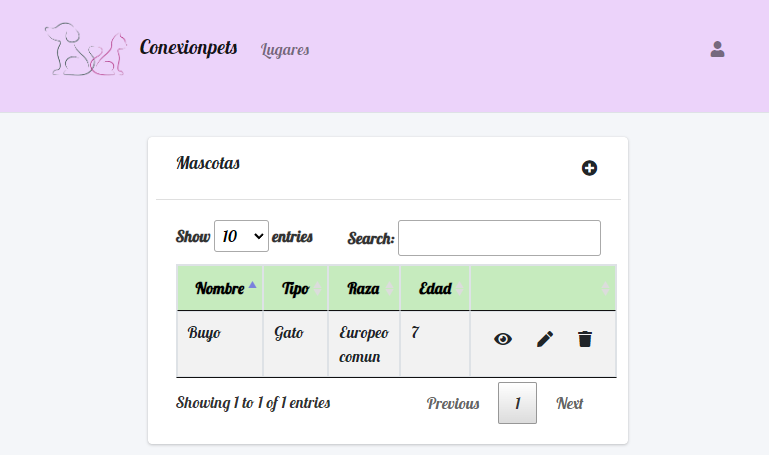 Conexionpets Lugares
Mascotas
Show 10 entries Search:
Nombre Tipo Raza Edad
Buyo Gato Europeo 7
comun
Showing 1 to 1 of 1 entries Previous 1 Next